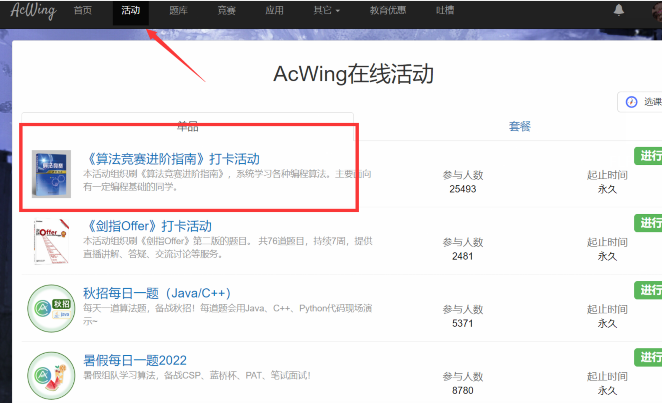 AcWing 首页 活动 题库 竞赛 应用 其它 教育优惠 吐槽
AcWing在线活动
选课
单品 套餐
《算法竞赛进阶指南》打卡活动
本活动组织刷《算法竞赛进阶指南》，系统学习各种编程算法。主要面向
有一定编程基础的同学。
参与人数
25493
进行
起止时间
永久
《剑指Offer》打卡活动
本活动组织刷《剑指Offer》第二版的题目。 共76道题目，持续7周，提供
直播讲解、答疑、交流讨论等服务。
参与人数
2481
进行
起止时间
永久
秋招每日一题（Java/C++）
每天一道算法题，备战秋招！每道题会用Java、C++、Python代码现场演
示~
参与人数
5371
进行
起止时间
永久
暑假每日一题2022
暑假组队学习算法，备战CSP、蓝桥杯、PAT、笔试面试！
参与人数
8780
进行
起止时间
永久
算法竞赛
Offer
秋招
java